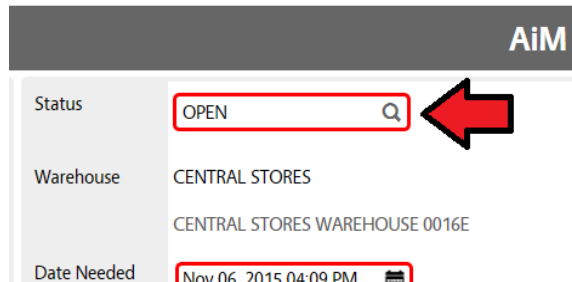 AiM
Status
OPEN
Warehouse
CENTRAL STORES
CENTRAL STORES WAREHOUSE 0016E
Date Needed
Nov 06, 2015 04:09 PM